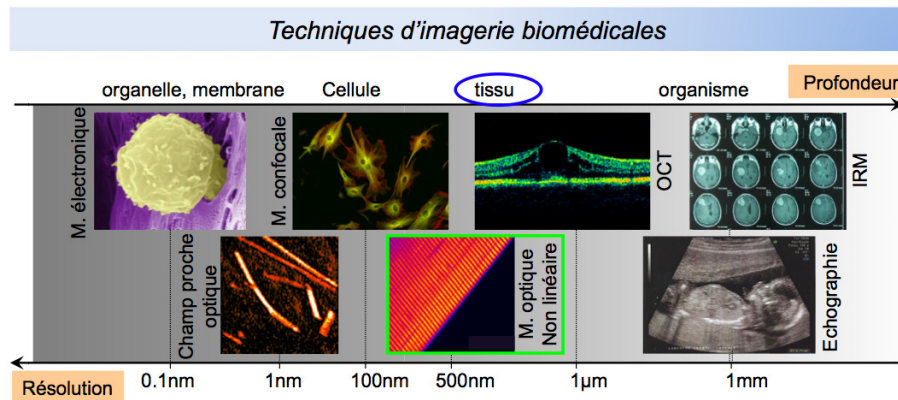 Techniques d'imagerie biomédicales
organelle, membrane
Cellule
tissu
organisme
Profondeur
M. électronique
M. confocale
OCT
IRM
Champ proche
optique
M. optique
Non linéaire
Echographie
Résolution
0.1nm
1nm
100nm
500nm
1µm
1mm